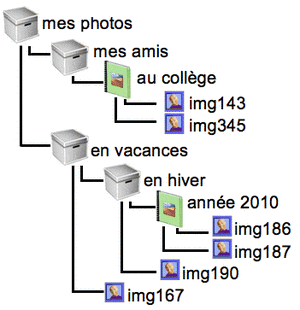 mes photos
mes amis
au collège
img143
img345
en vacances
en hiver
année 2010
img186
img187
img190
img167